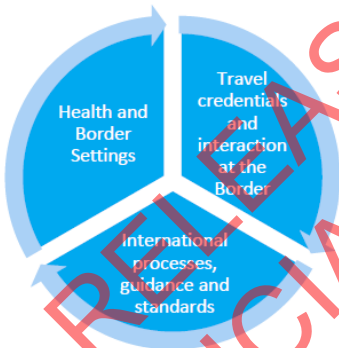 Health and
Border
Settings
Travel
credentials
and
interaction
at the
Border
International
processes,
guidance and
standards